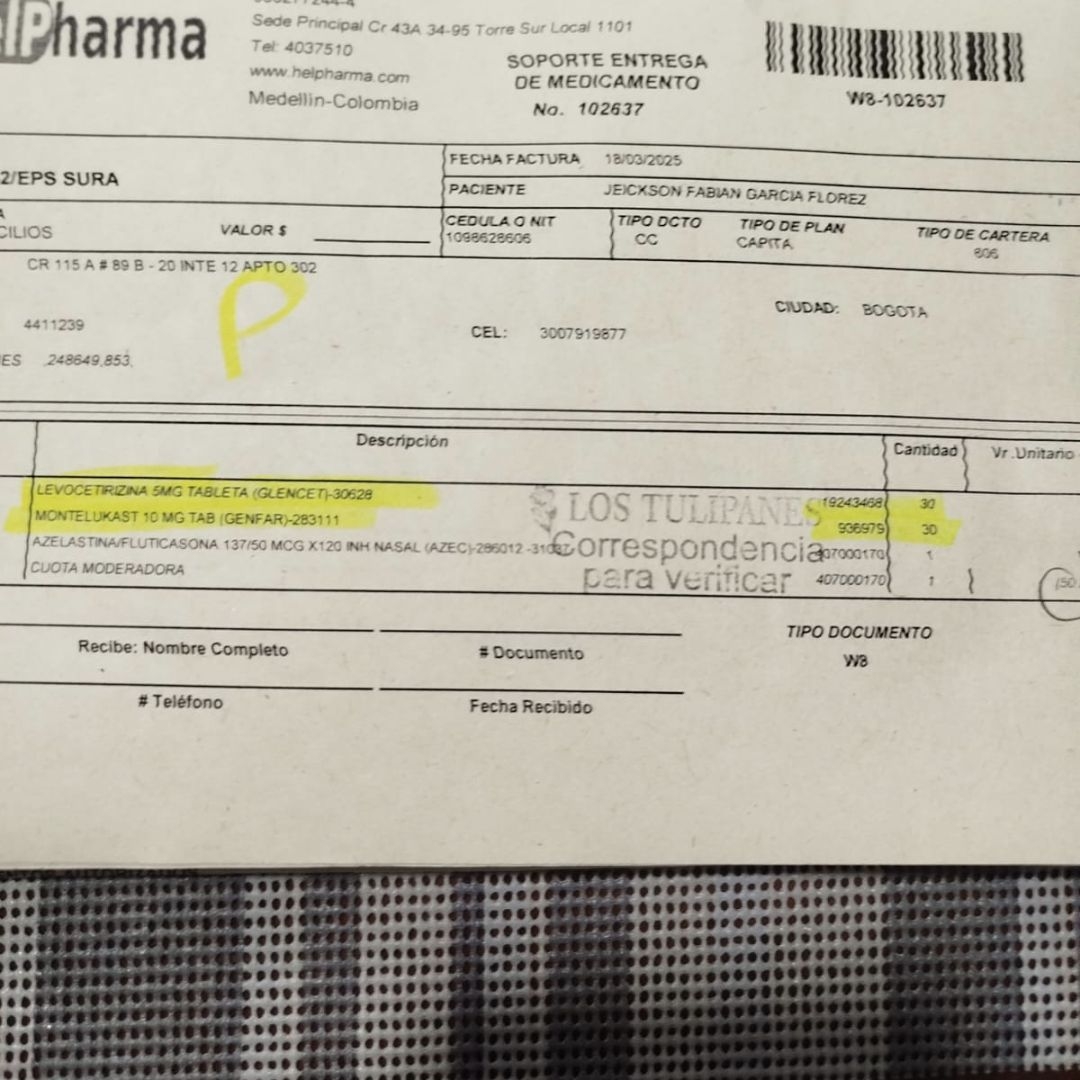 elPharma
Sede Principal Cr 43A 34-95 Torre Sur Local 1101
Tel: 4037510
www.helpharma.com
Medellin-Colombia
SOPORTE ENTREGA
DE MEDICAMENTO
No. 102637
W8-102637
2/EPS SURA
FECHA FACTURA 18/03/2025
PACIENTE JEICKSON FABIAN GARCIA FLOREZ
CILIOS VALOR $
CEDULA O NIT TIPO DCTO TIPO DE PLAN TIPO DE CARTERA
1098628606 CC CAPITA 806
CR 115 A # 89 B - 20 INTE 12 APTO 302
P
CIUDAD: BOGOTA
4411239 CEL: 3007919877
ES .248649,853,
Descripción Cantidad Vr.Unitario
LEVOCETIRIZINA 5MG TABLETA (GLENCET)-30628 19243468 30
MONTELUKAST 10 MG TAB (GENFAR)-283111 936979 30
AZELASTINA/FLUTICASONA 137/50 MCG X120 INH NASAL (AZEC)-286012 1
CUOTA MODERADORA 407000170 1
LOS TULIPANES
Correspondencia
para verificar
Recibe: Nombre Completo # Documento
TIPO DOCUMENTO
W8
# Teléfono Fecha Recibido